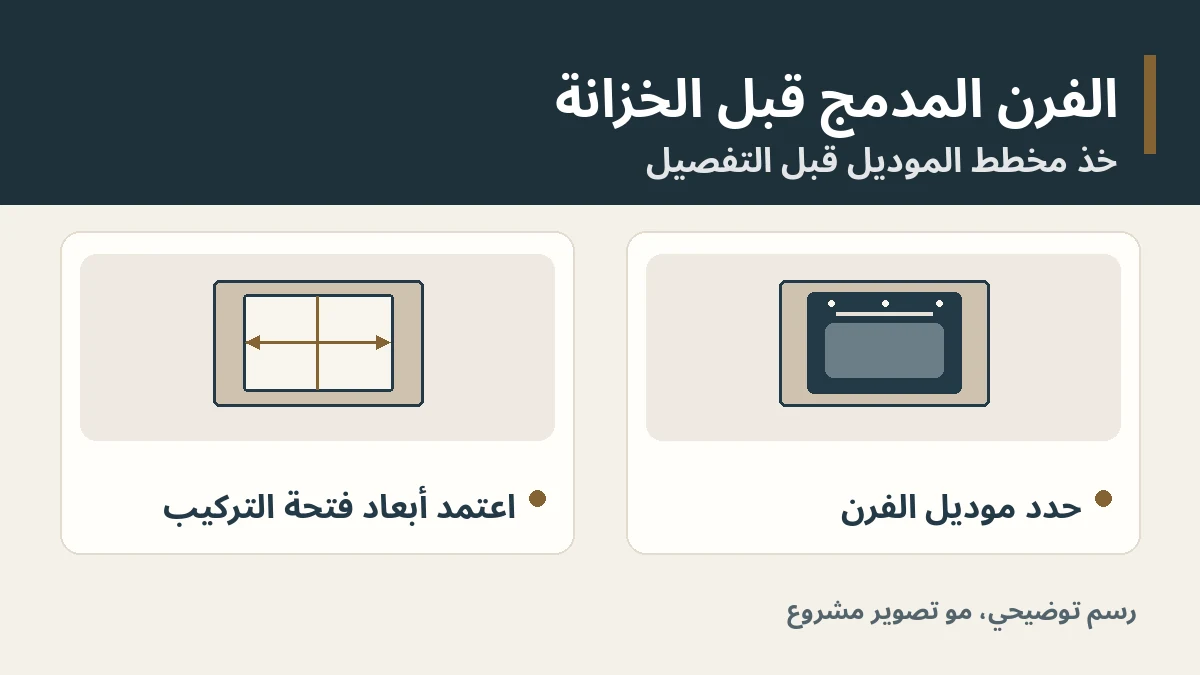 الفرن المدمج قبل الخزانة
خذ مخطط الموديل قبل التفصيل
حدد موديل الفرن
اعتمد أبعاد فتحة التركيب
رسم توضيحي، مو تصوير مشروع